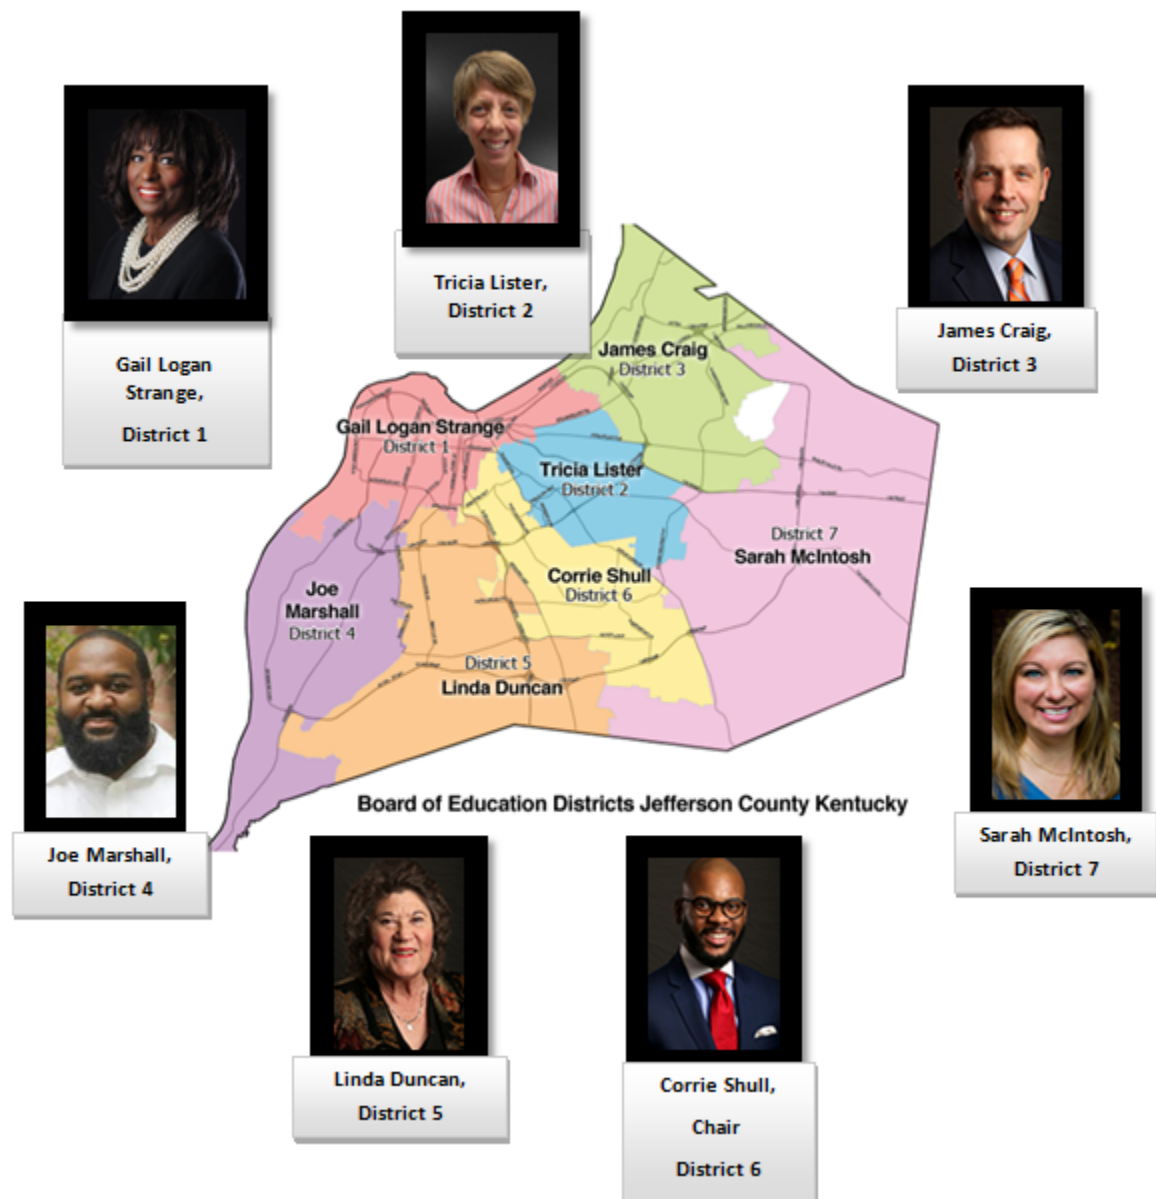 Tricia Lister,
District 2
Gail Logan
Strange,
District 1
James Craig,
District 3
James Craig
District 3
Gail Logan Strange
District 1
Tricia Lister
District 2
District 7
Sarah McIntosh
Corrie Shull
District 6
Joe
Marshall
District 4
District 5
Linda Duncan
Board of Education Districts Jefferson County Kentucky
Joe Marshall,
District 4
Sarah McIntosh,
District 7
Linda Duncan,
District 5
Corrie Shull,
Chair
District 6